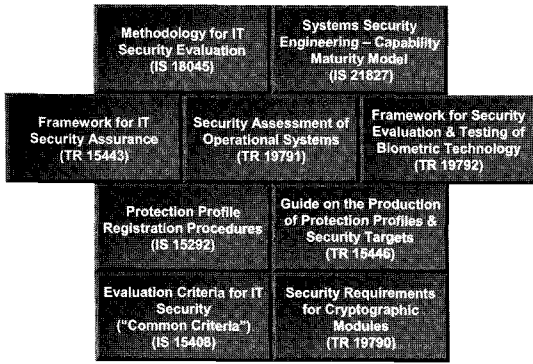 Methodology for IT
Security Evaluation
(IS 18045)
Systems Security
Engineering – Capability
Maturity Model
(IS 21827)
Framework for IT
Security Assurance
(TR 15443)
Security Assessment of
Operational Systems
(TR 19791)
Framework for Security
Evaluation & Testing of
Biometric Technology
(TR 19792)
Protection Profile
Registration Procedures
(IS 15292)
Guide on the Production
of Protection Profiles &
Security Targets
(TR 15446)
Evaluation Criteria for IT
Security
("Common Criteria")
(IS 15408)
Security Requirements
for Cryptographic
Modules
(TR 19790)